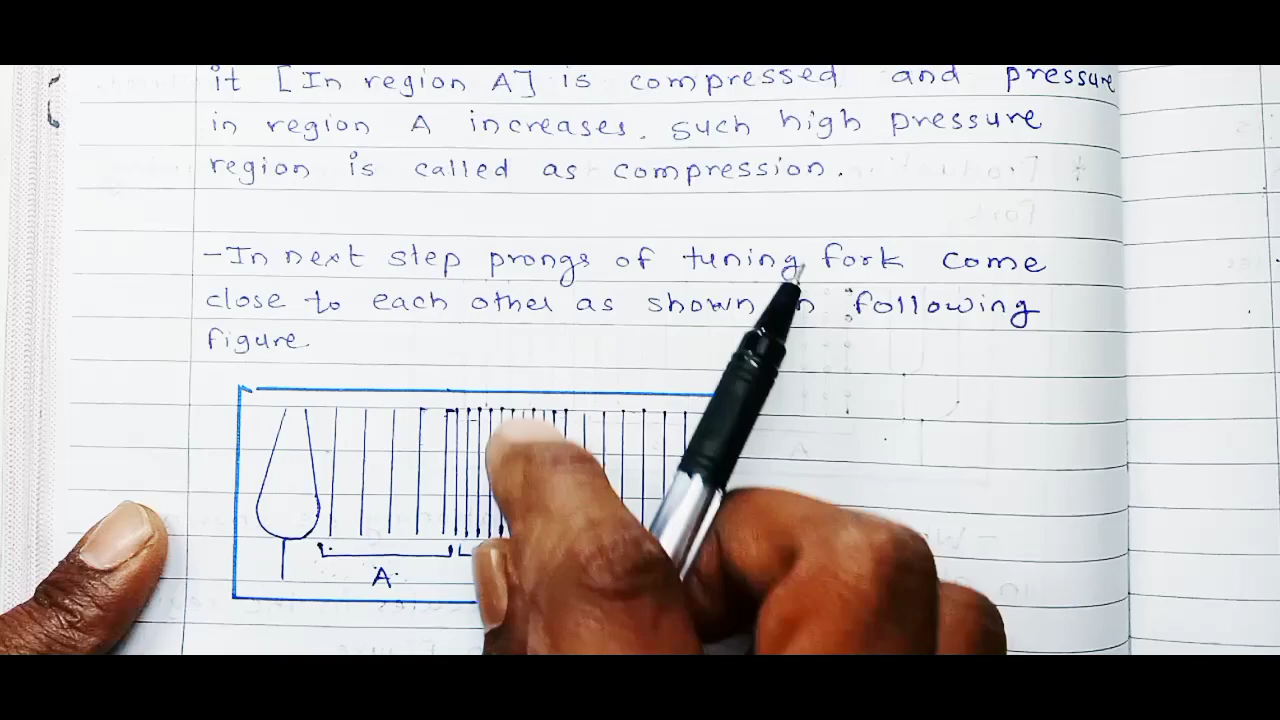 it [In region A] is compressed and pressure
in region A increases. such high pressure
region is called as compression.
- In next step prongs of tuning fork come
close to each other as shown following
figure.
A